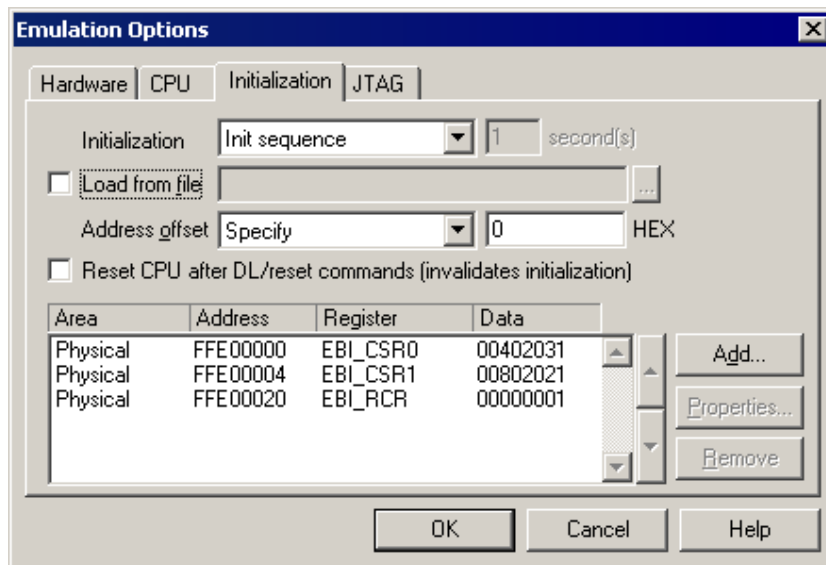 Emulation Options
Hardware CPU Initialization JTAG
Initialization Init sequence 1 second(s)
Load from file ...
Address offset Specify 0 HEX
Reset CPU after DL/reset commands (invalidates initialization)
Area Address Register Data
Physical FFE00000 EBI_CSR0 00402031
Physical FFE00004 EBI_CSR1 00802021
Physical FFE00020 EBI_RCR 00000001
Add...
Properties...
Remove
OK Cancel Help